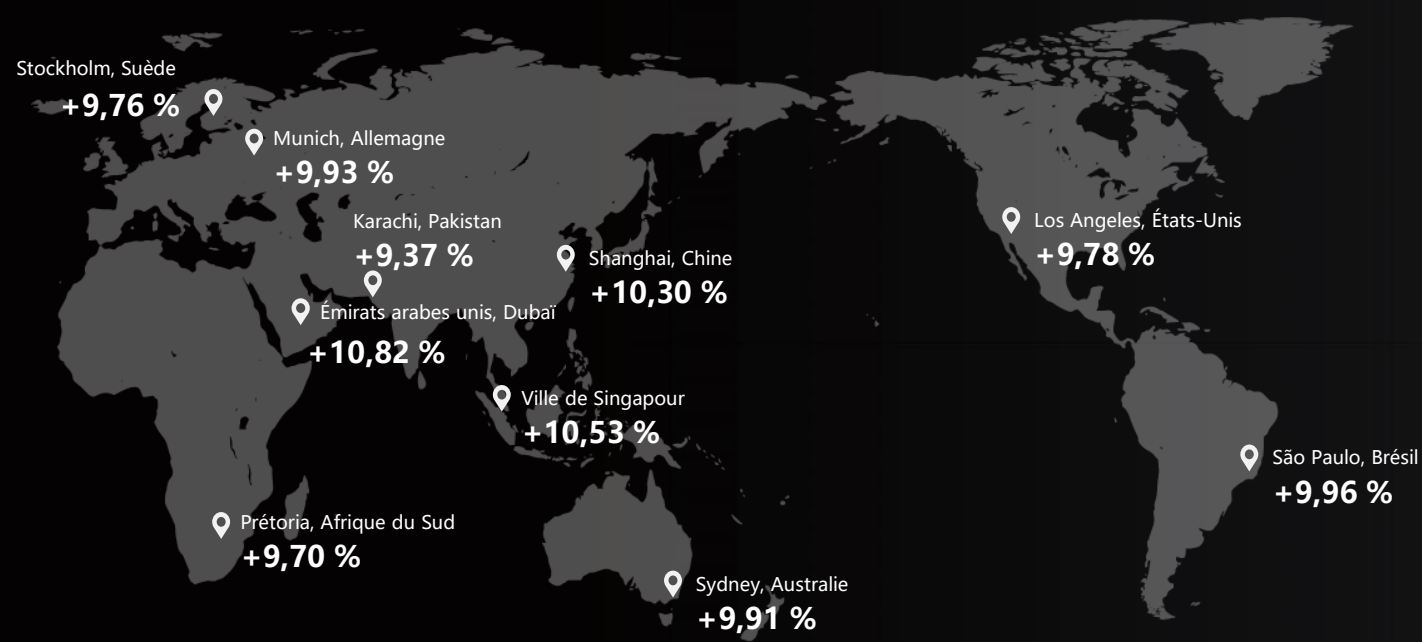 Stockholm, Suède
+9,76 %
Munich, Allemagne
+9,93 %
Karachi, Pakistan
+9,37 %
Los Angeles, États-Unis
+9,78 %
Shanghai, Chine
+10,30 %
Émirats arabes unis, Dubaï
+10,82 %
Ville de Singapour
+10,53 %
São Paulo, Brésil
+9,96 %
Prétoria, Afrique du Sud
+9,70 %
Sydney, Australie
+9,91 %